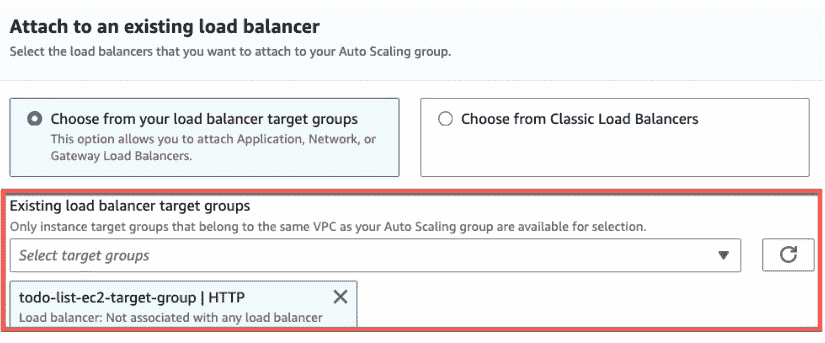 Attach to an existing load balancer
Select the load balancers that you want to attach to your Auto Scaling group.
Choose from your load balancer target groups
This option allows you to attach Application, Network, or
Gateway Load Balancers.
Choose from Classic Load Balancers
Existing load balancer target groups
Only instance target groups that belong to the same VPC as your Auto Scaling group are available for selection.
Select target groups
todo-list-ec2-target-group | HTTP
Load balancer: Not associated with any load balancer